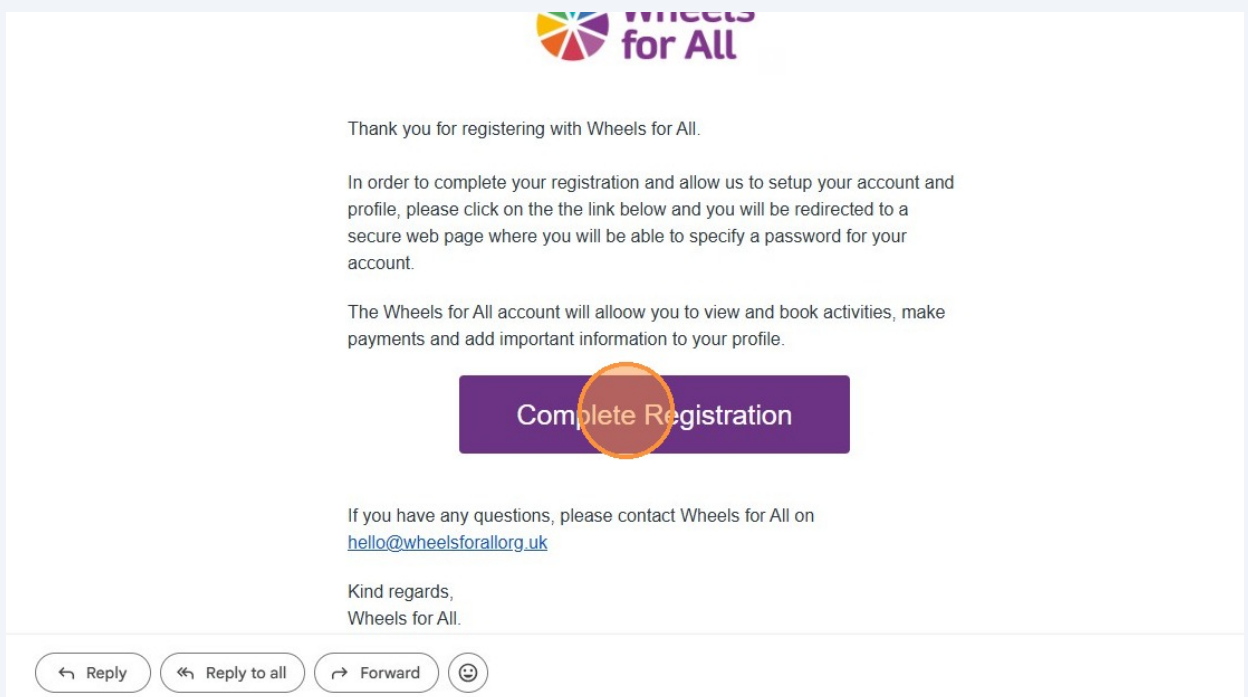 Wheels
for All
Thank you for registering with Wheels for All.
In order to complete your registration and allow us to setup your account and
profile, please click on the the link below and you will be redirected to a
secure web page where you will be able to specify a password for your
account.
The Wheels for All account will alloow you to view and book activities, make
payments and add important information to your profile.
Complete Registration
If you have any questions, please contact Wheels for All on
hello@wheelsforallorg.uk
Kind regards,
Wheels for All.
Reply
Reply to all
Forward